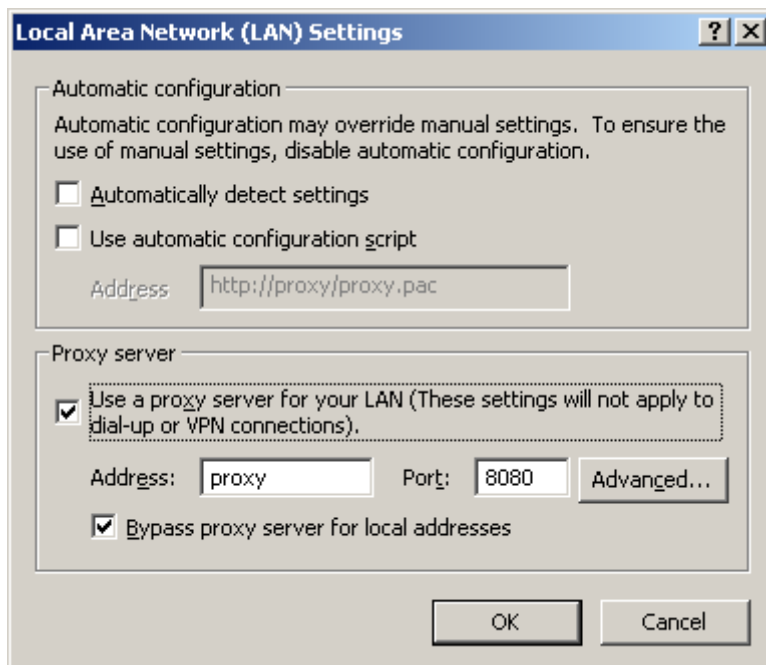 Local Area Network (LAN) Settings
Automatic configuration
Automatic configuration may override manual settings. To ensure the
use of manual settings, disable automatic configuration.
Automatically detect settings
Use automatic configuration script
Address http://proxy/proxy.pac
Proxy server
Use a proxy server for your LAN (These settings will not apply to
dial-up or VPN connections).
Address: proxy Port: 8080 Advanced...
Bypass proxy server for local addresses
OK Cancel